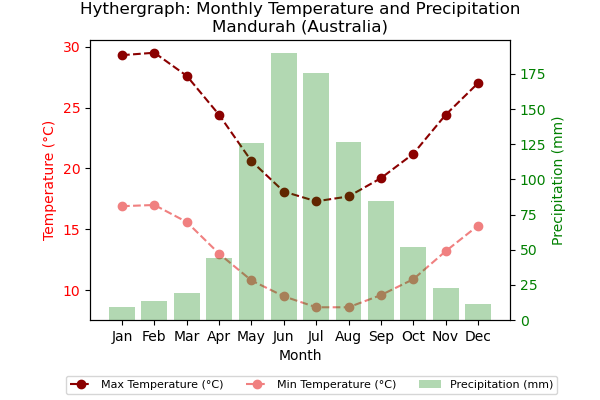 Hythergraph: Monthly Temperature and Precipitation
Mandurah (Australia)
30
25
20
15
10
Temperature (°C)
175
150
125
100
75
50
25
0
Precipitation (mm)
Jan Feb Mar Apr May Jun Jul Aug Sep Oct Nov Dec
Month
Max Temperature (°C) Min Temperature (°C) Precipitation (mm)